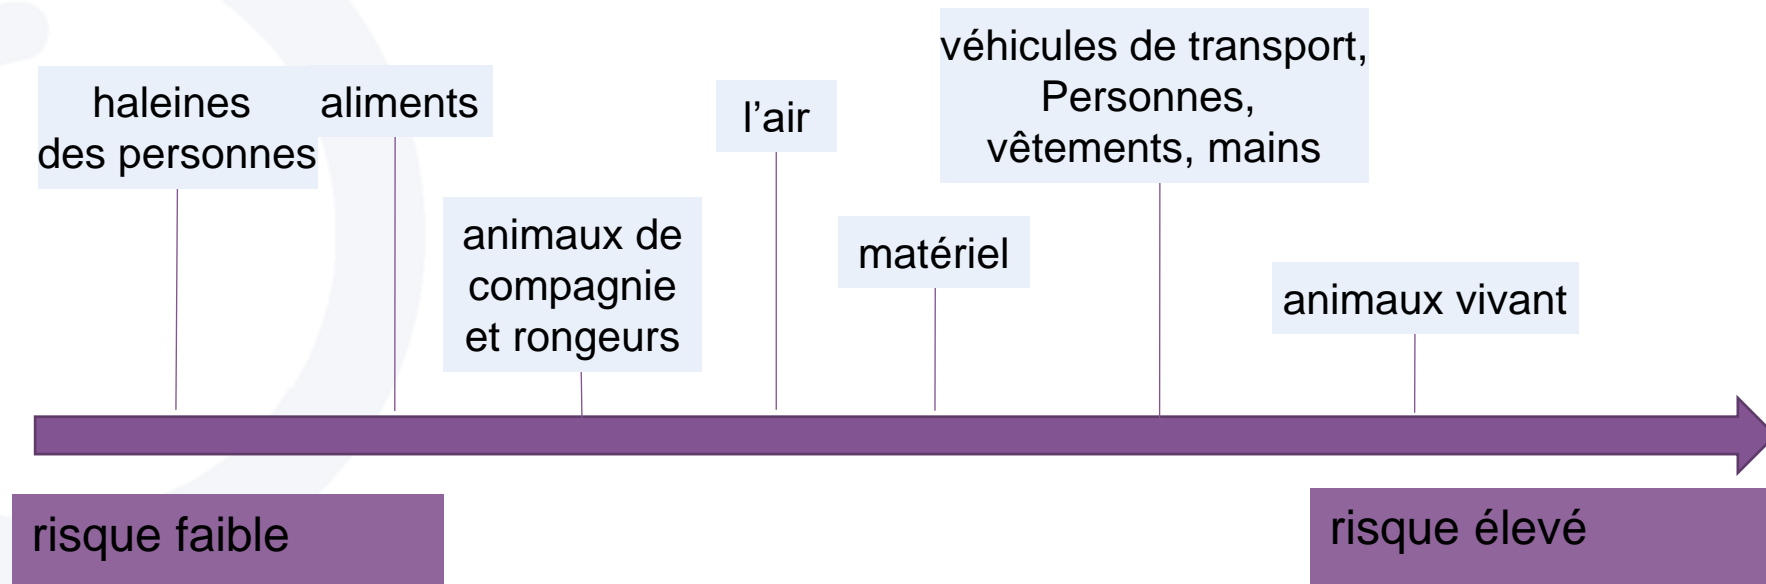 haleines
des personnes
aliments
animaux de
compagnie
et rongeurs
l’air
matériel
véhicules de transport,
Personnes,
vêtements, mains
animaux vivant
risque faible
risque élevé